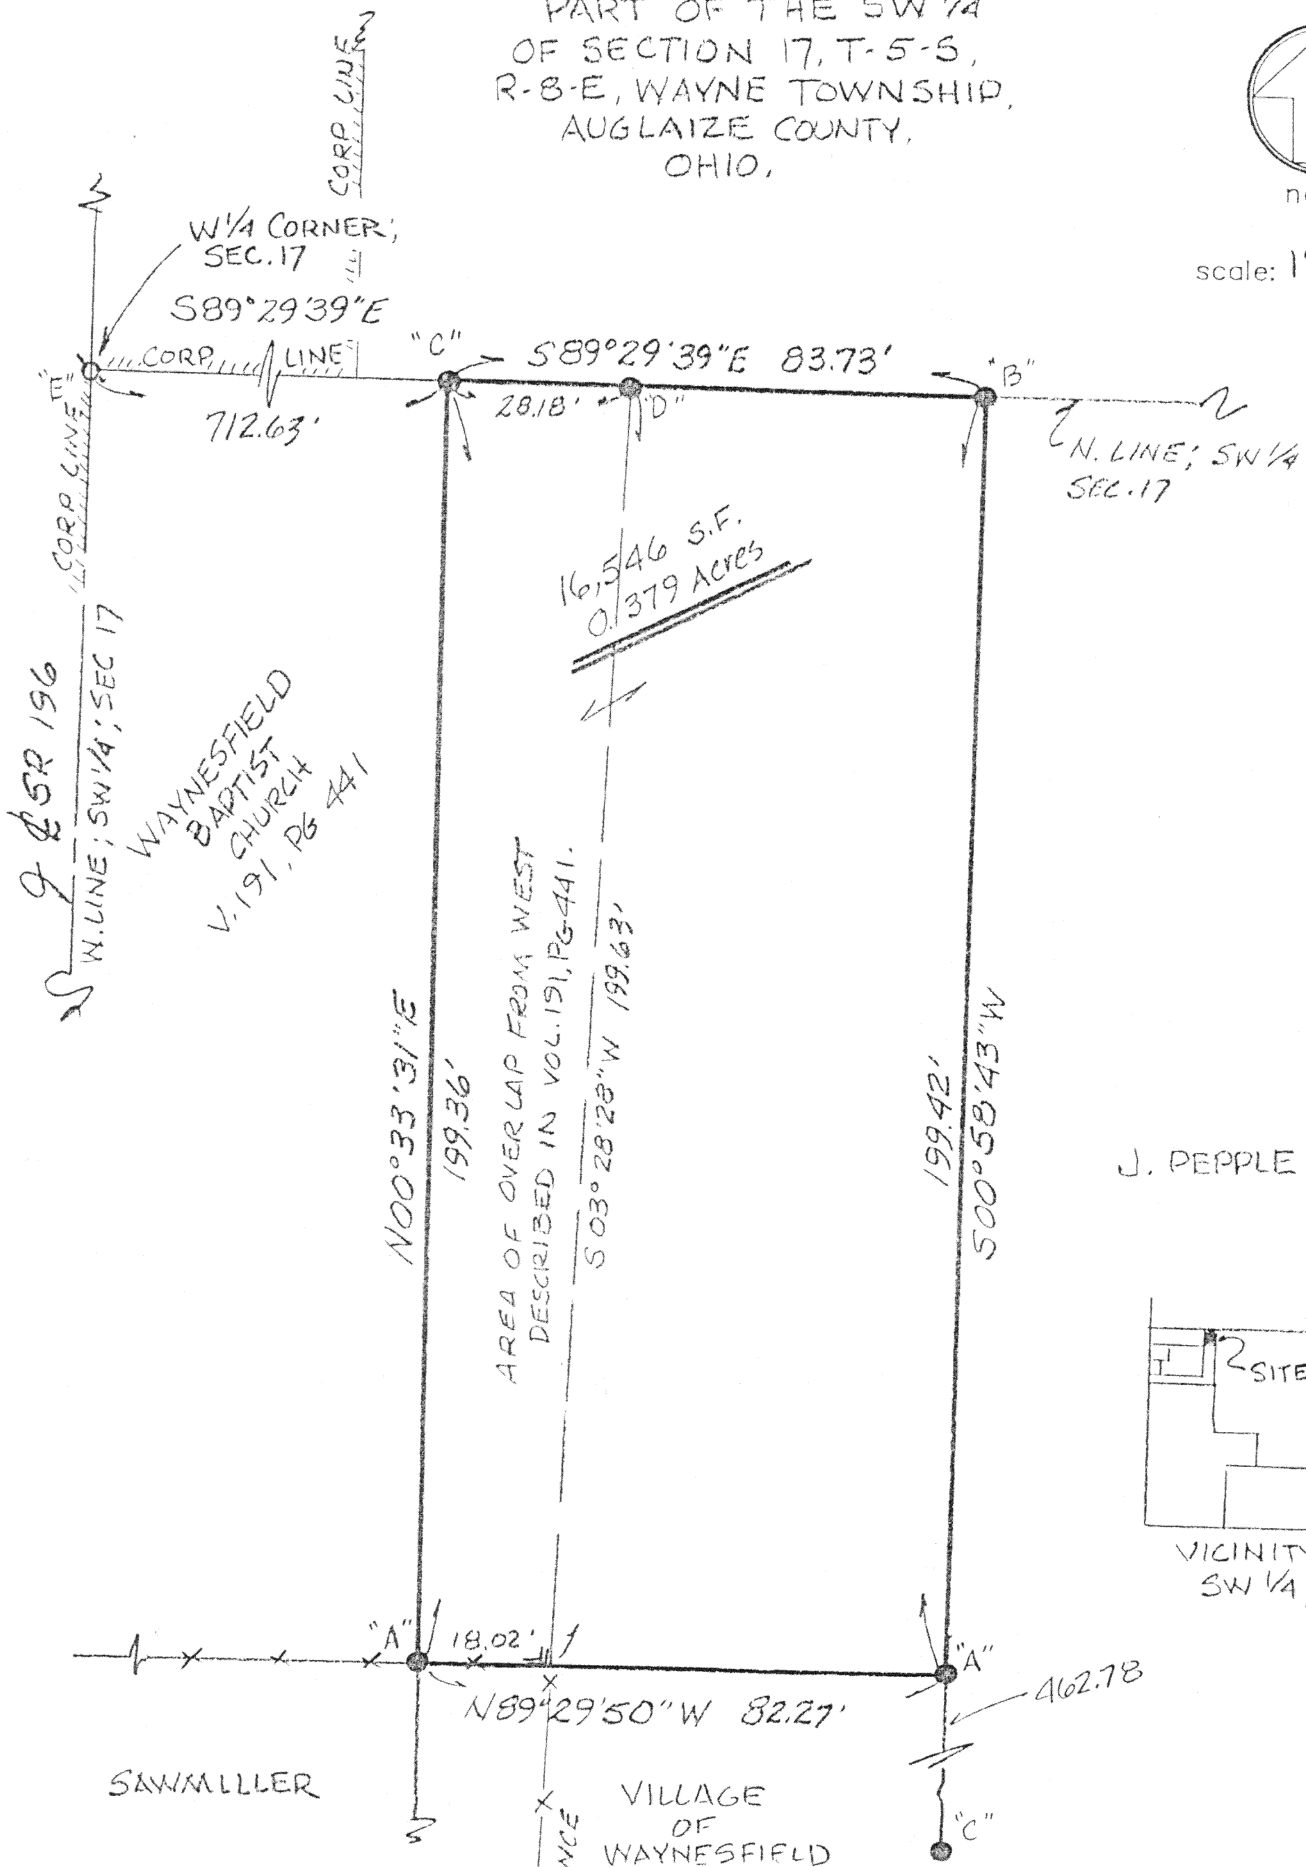 PART OF THE SW 1/4
OF SECTION 17, T-5-S,
R-8-E, WAYNE TOWNSHIP,
AUGLAIZE COUNTY,
OHIO.
scale: 1"
CORP. LINE
W 1/4 CORNER;
SEC. 17
S89°29'39"E
CORP. LINE
712.63'
"E"
"C"
S89°29'39"E 83.73'
28.18'
"D"
"B"
N. LINE; SW 1/4
SEC. 17
CORP. LINE
16,546 S.F.
0.379 Acres
℄ SR 196
W. LINE; SW 1/4; SEC 17
WAYNESFIELD
BAPTIST
CHURCH
V. 191, PG 441
N00°33'31"E
199.36'
AREA OF OVERLAP FROM WEST
DESCRIBED IN VOL. 191, PG 441.
S03°28'28"W 199.63'
199.42'
S00°58'43"W
J. PEPPLE
SITE
VICINITY
SW 1/4
"A"
18.02'
"A"
N89°29'50"W 82.27'
462.78
SAWMILLER
VILLAGE
OF
WAYNESFIELD
"C"